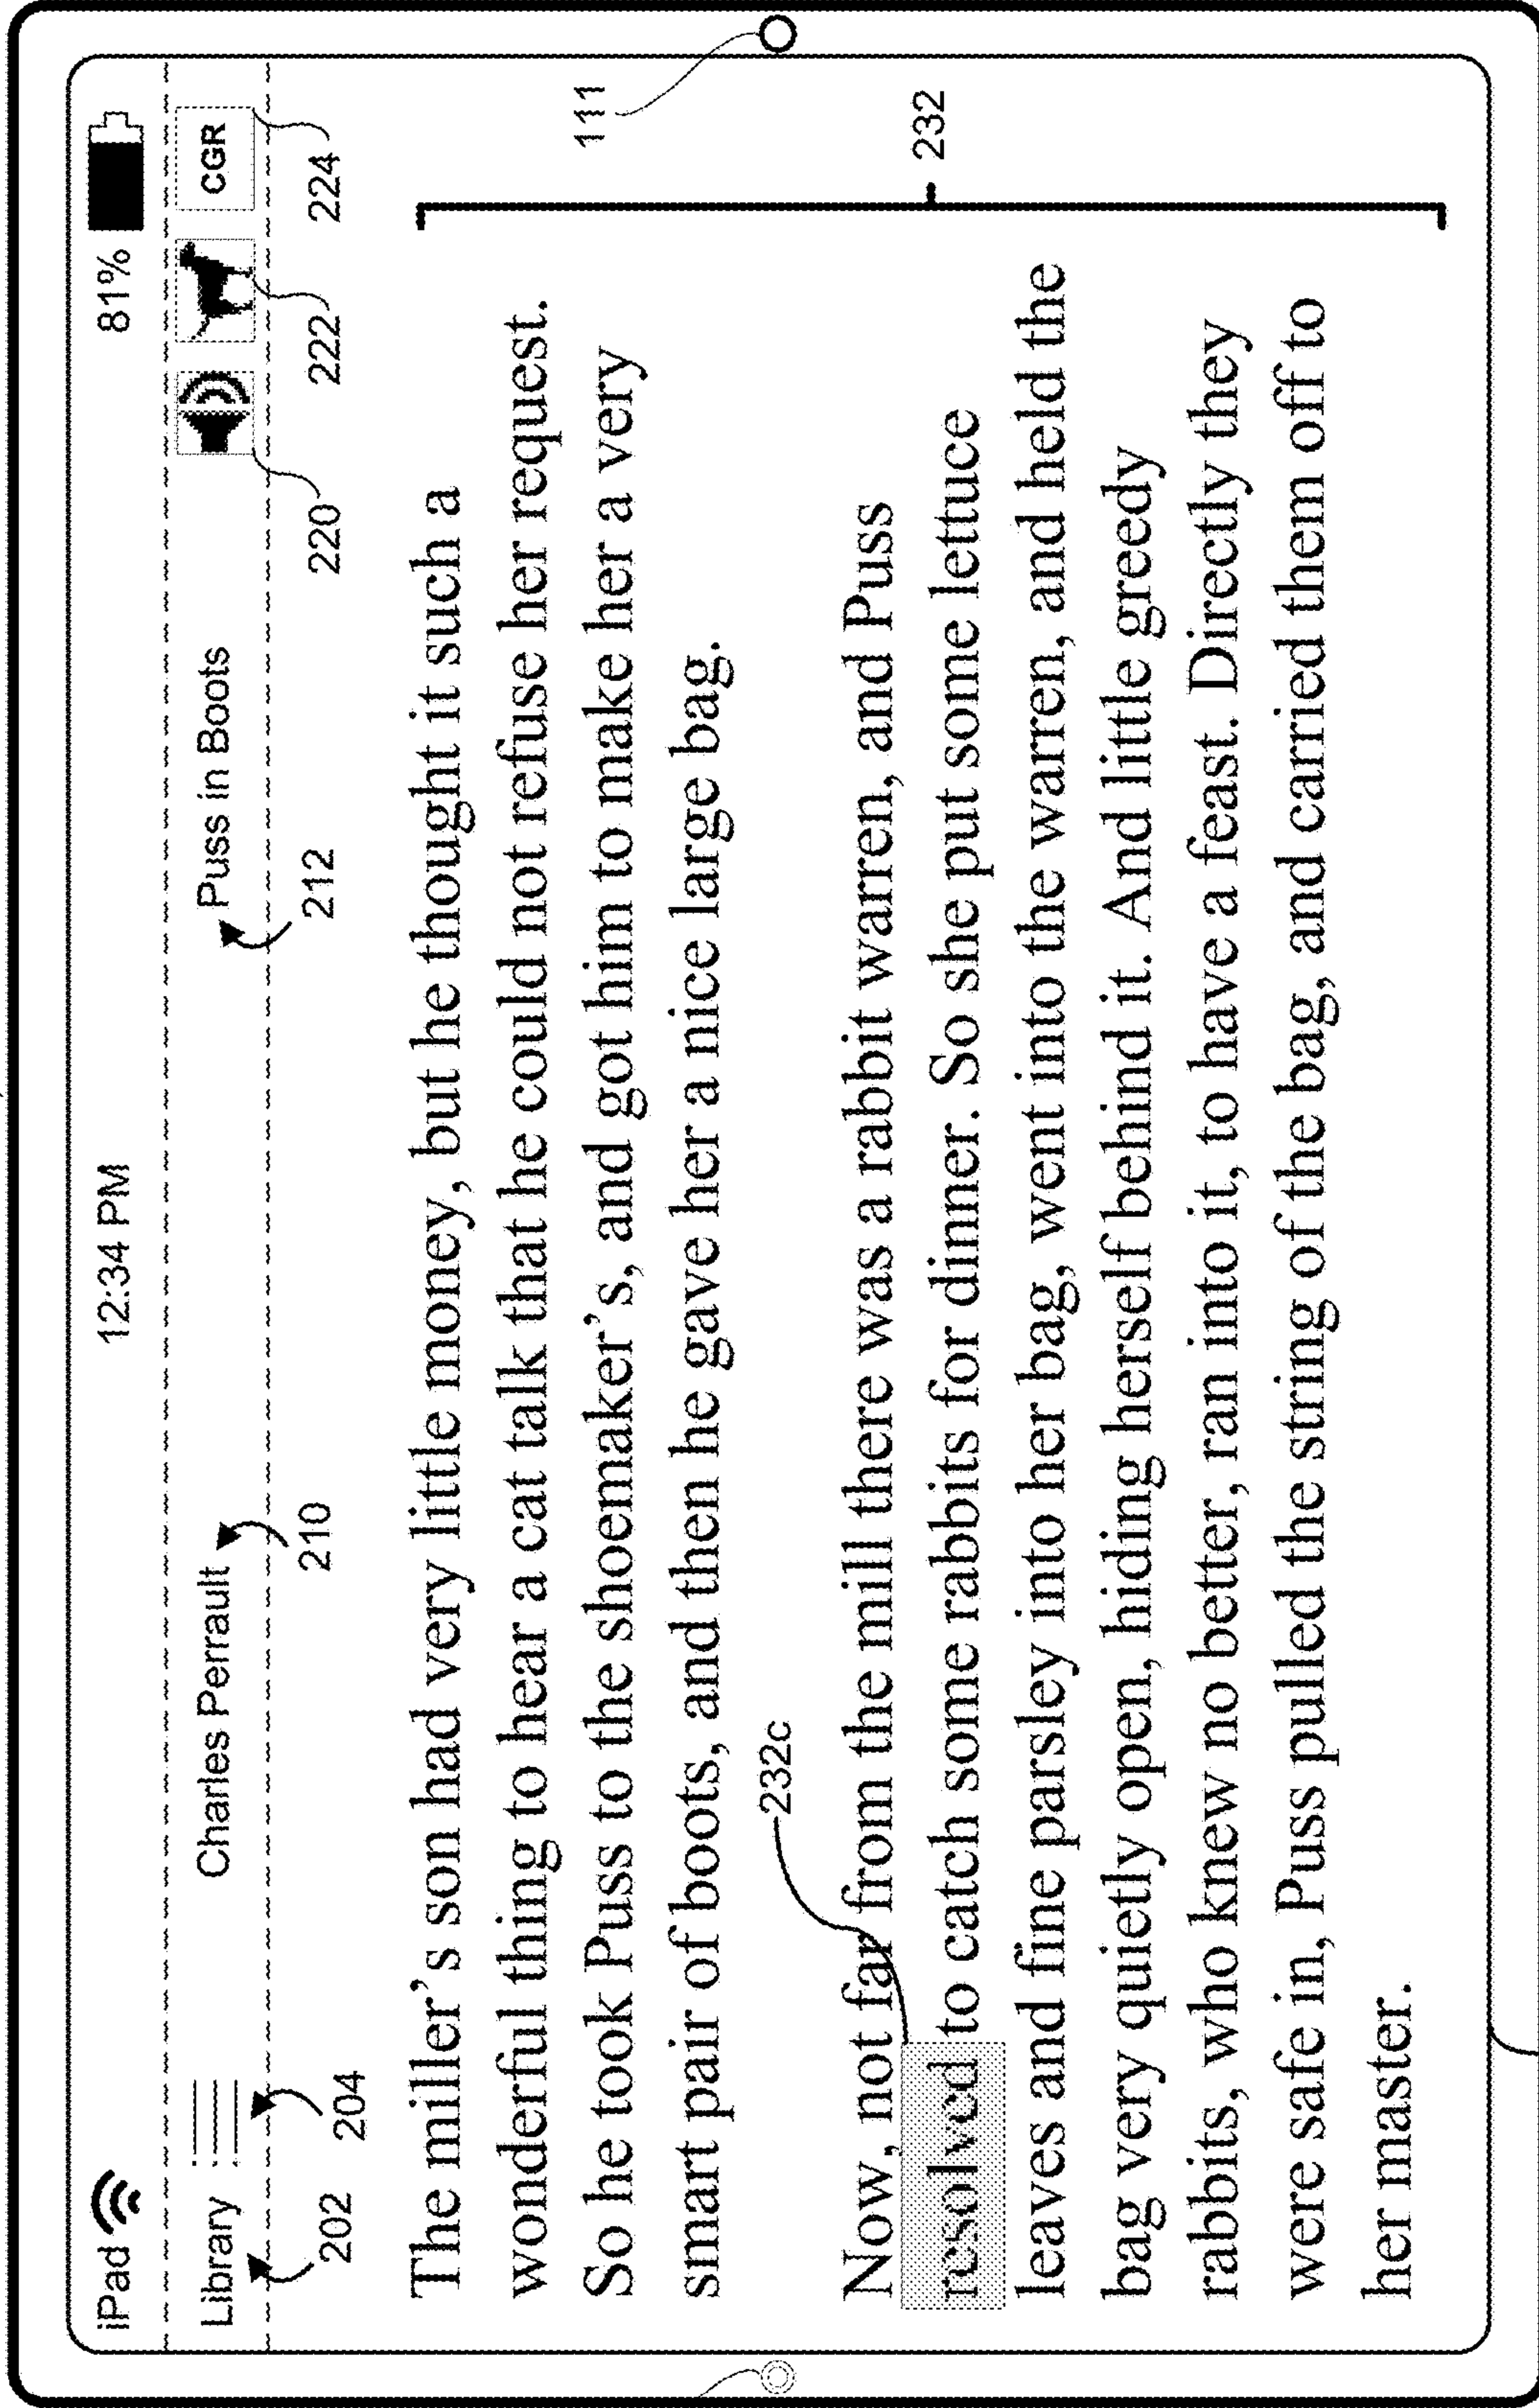 iPad 12:34 PM 81%
Library Charles Perrault Puss in Boots CGR
202 204 210 212 220 222 224
The miller's son had very little money, but he thought it such a
wonderful thing to hear a cat talk that he could not refuse her request.
So he took Puss to the shoemaker's, and got him to make her a very
smart pair of boots, and then he gave her a nice large bag.
111
232c
232
Now, not far from the mill there was a rabbit warren, and Puss
resolved to catch some rabbits for dinner. So she put some lettuce
leaves and fine parsley into her bag, went into the warren, and held the
bag very quietly open, hiding herself behind it. And little greedy
rabbits, who knew no better, ran into it, to have a feast. Directly they
were safe in, Puss pulled the string of the bag, and carried them off to
her master.